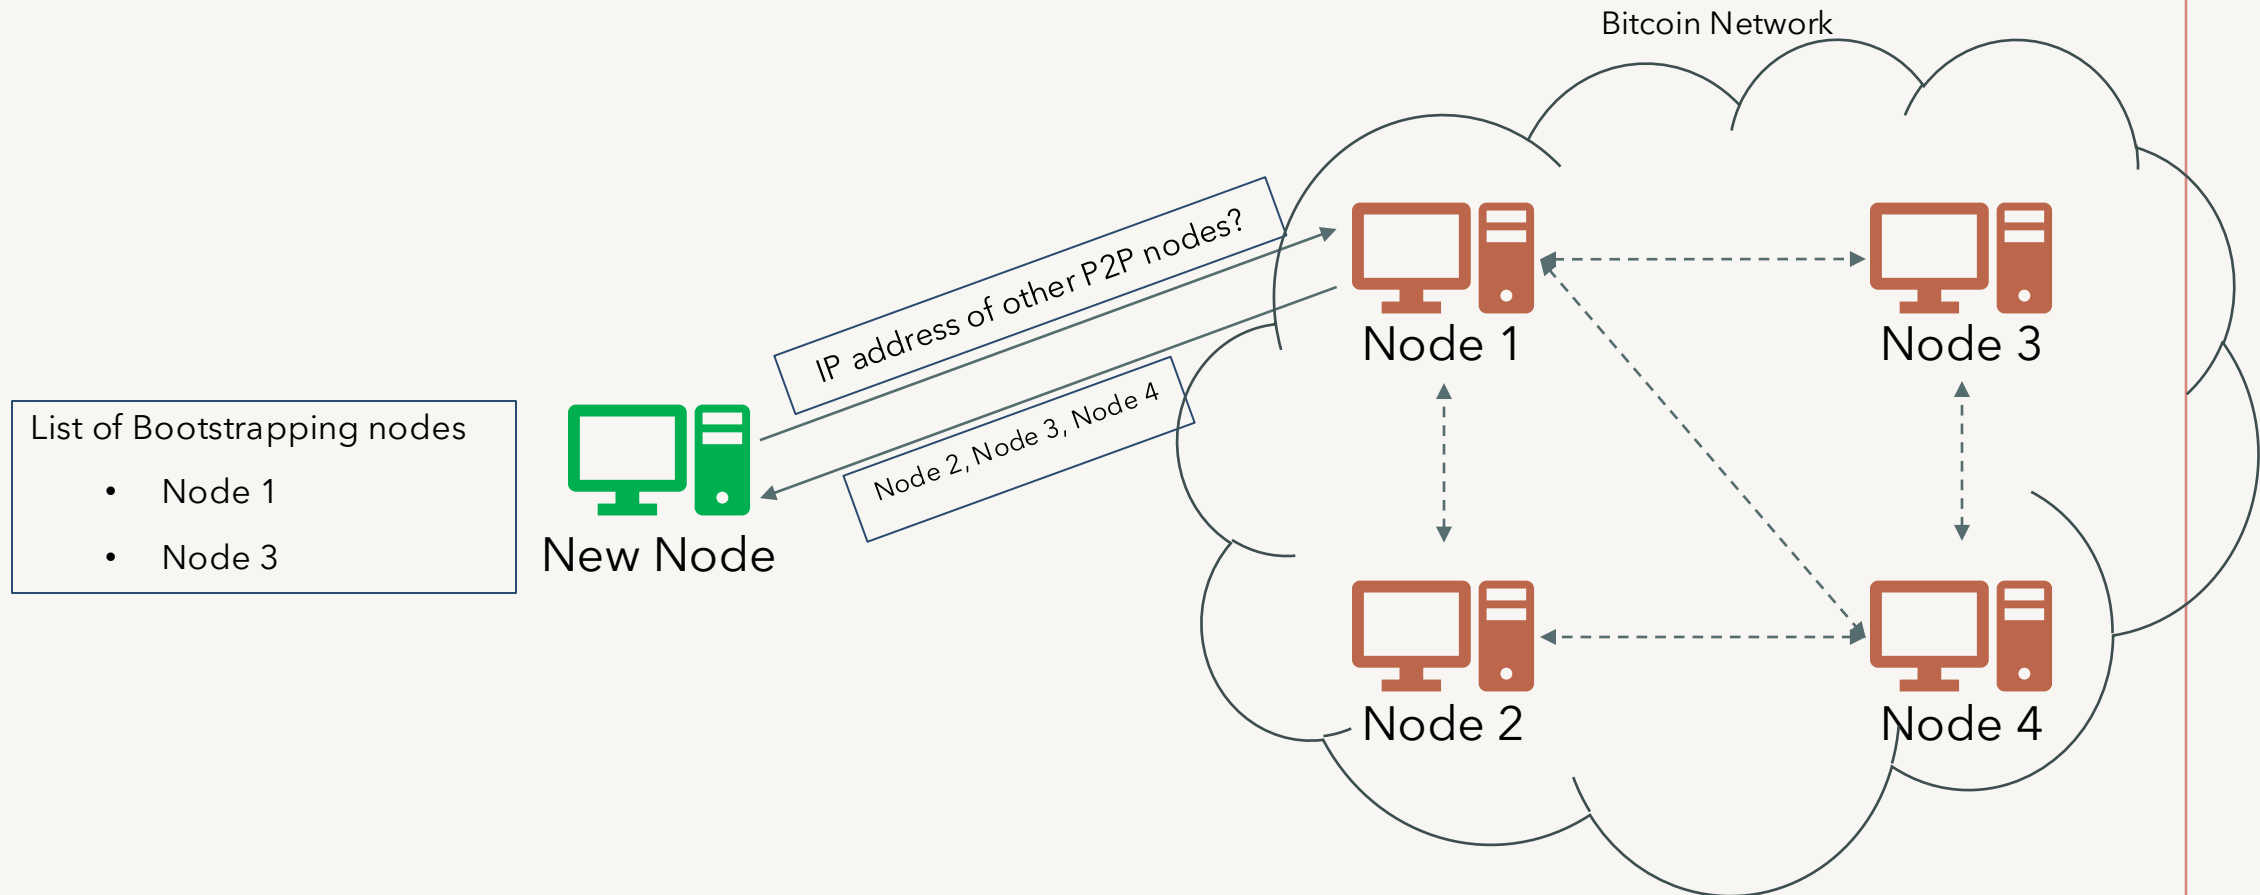 Bitcoin Network
IP address of other P2P nodes?
Node 1
Node 3
Node 2, Node 3, Node 4
List of Bootstrapping nodes
• Node 1
• Node 3
New Node
Node 2
Node 4